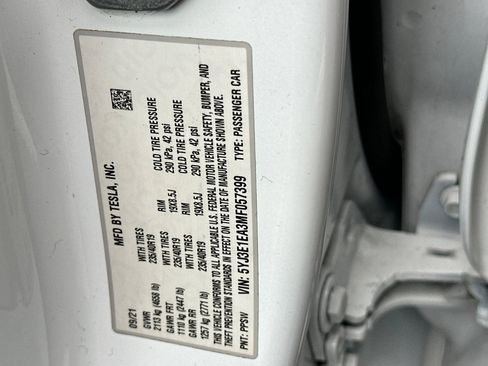 MFD BY TESLA, INC.
09/21
GVWR
2113 kg (4658 lb)
GAWR FRT WITH TIRES RIM COLD TIRE PRESSURE
1110 kg (2447 lb) 235/40R19 19X8.5J 290 kPa, 42 psi
GAWR RR WITH TIRES RIM COLD TIRE PRESSURE
1257 kg (2771 lb) 235/40R19 19X8.5J 290 kPa, 42 psi
THIS VEHICLE CONFORMS TO ALL APPLICABLE U.S. FEDERAL MOTOR VEHICLE SAFETY, BUMPER, AND
THEFT PREVENTION STANDARDS IN EFFECT ON THE DATE OF MANUFACTURE SHOWN ABOVE.
PNT: PPSW
VIN: 5YJ3E1EA3MF057399 TYPE: PASSENGER CAR